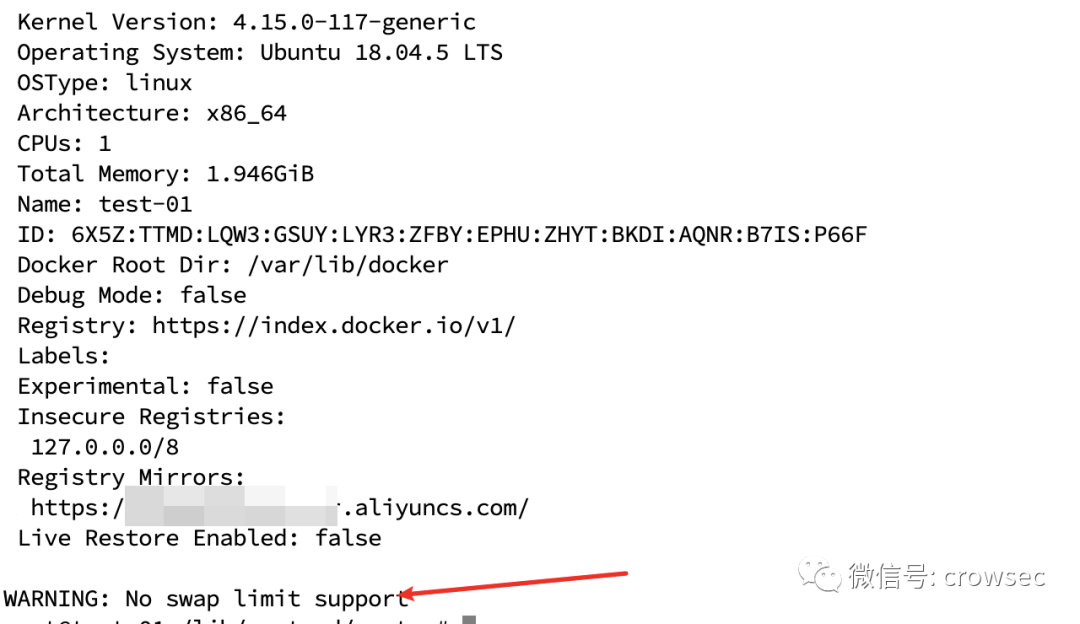 Kernel Version: 4.15.0-117-generic
Operating System: Ubuntu 18.04.5 LTS
OSType: linux
Architecture: x86_64
CPUs: 1
Total Memory: 1.946GiB
Name: test-01
ID: 6X5Z:TTMD:LQW3:GSUY:LYR3:ZFBY:EPHU:ZHYT:BKDI:AQNR:B7IS:P66F
Docker Root Dir: /var/lib/docker
Debug Mode: false
Registry: https://index.docker.io/v1/
Labels:
Experimental: false
Insecure Registries:
127.0.0.0/8
Registry Mirrors:
https:/ .aliyuncs.com/
Live Restore Enabled: false
微信号: crowsec
WARNING: No swap limit support